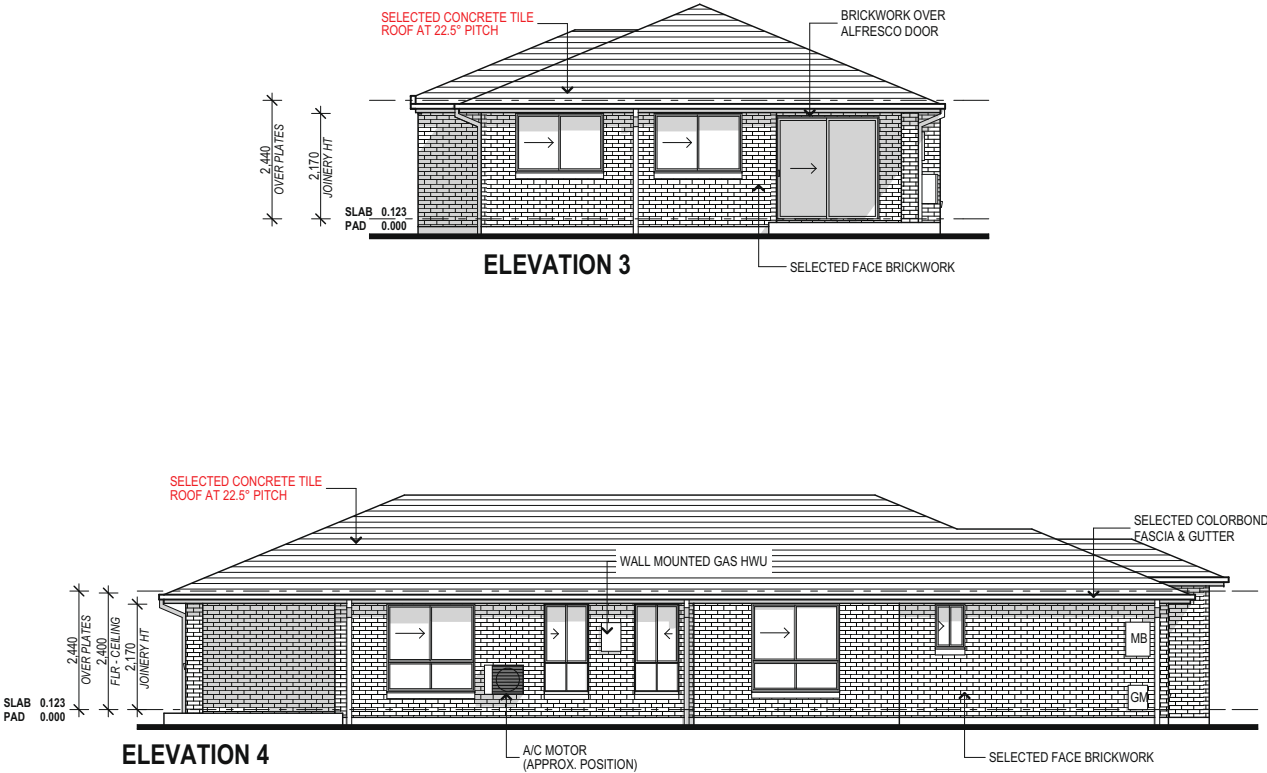 SELECTED CONCRETE TILE
ROOF AT 22.5° PITCH
BRICKWORK OVER
ALFRESCO DOOR
2,440
OVER PLATES
2,170
JOINERY HT
SLAB 0.123
PAD 0.000
ELEVATION 3
SELECTED FACE BRICKWORK
SELECTED CONCRETE TILE
ROOF AT 22.5° PITCH
SELECTED COLORBOND
FASCIA & GUTTER
WALL MOUNTED GAS HWU
2,440
OVER PLATES
2,400
FLR - CEILING
2,170
JOINERY HT
MB
GM
SLAB 0.123
PAD 0.000
ELEVATION 4
A/C MOTOR
(APPROX. POSITION)
SELECTED FACE BRICKWORK